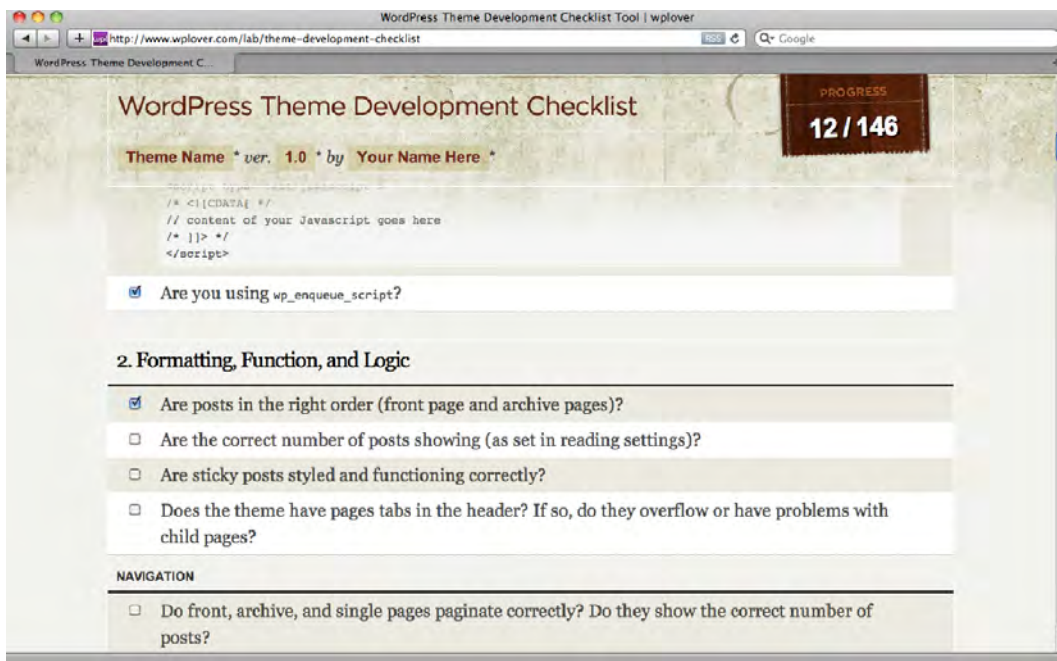 WordPress Theme Development Checklist Tool | wplover
wpl http://www.wplover.com/lab/theme-development-checklist
RSS
Google
WordPress Theme Development C...
WordPress Theme Development Checklist
PROGRESS
12 / 146
Theme Name * ver. 1.0 * by Your Name Here *
/* <![CDATA[ */
// content of your Javascript goes here
/* ]]> */
</script>
Are you using wp_enqueue_script?
2. Formatting, Function, and Logic
Are posts in the right order (front page and archive pages)?
Are the correct number of posts showing (as set in reading settings)?
Are sticky posts styled and functioning correctly?
Does the theme have pages tabs in the header? If so, do they overflow or have problems with
child pages?
NAVIGATION
Do front, archive, and single pages paginate correctly? Do they show the correct number of
posts?